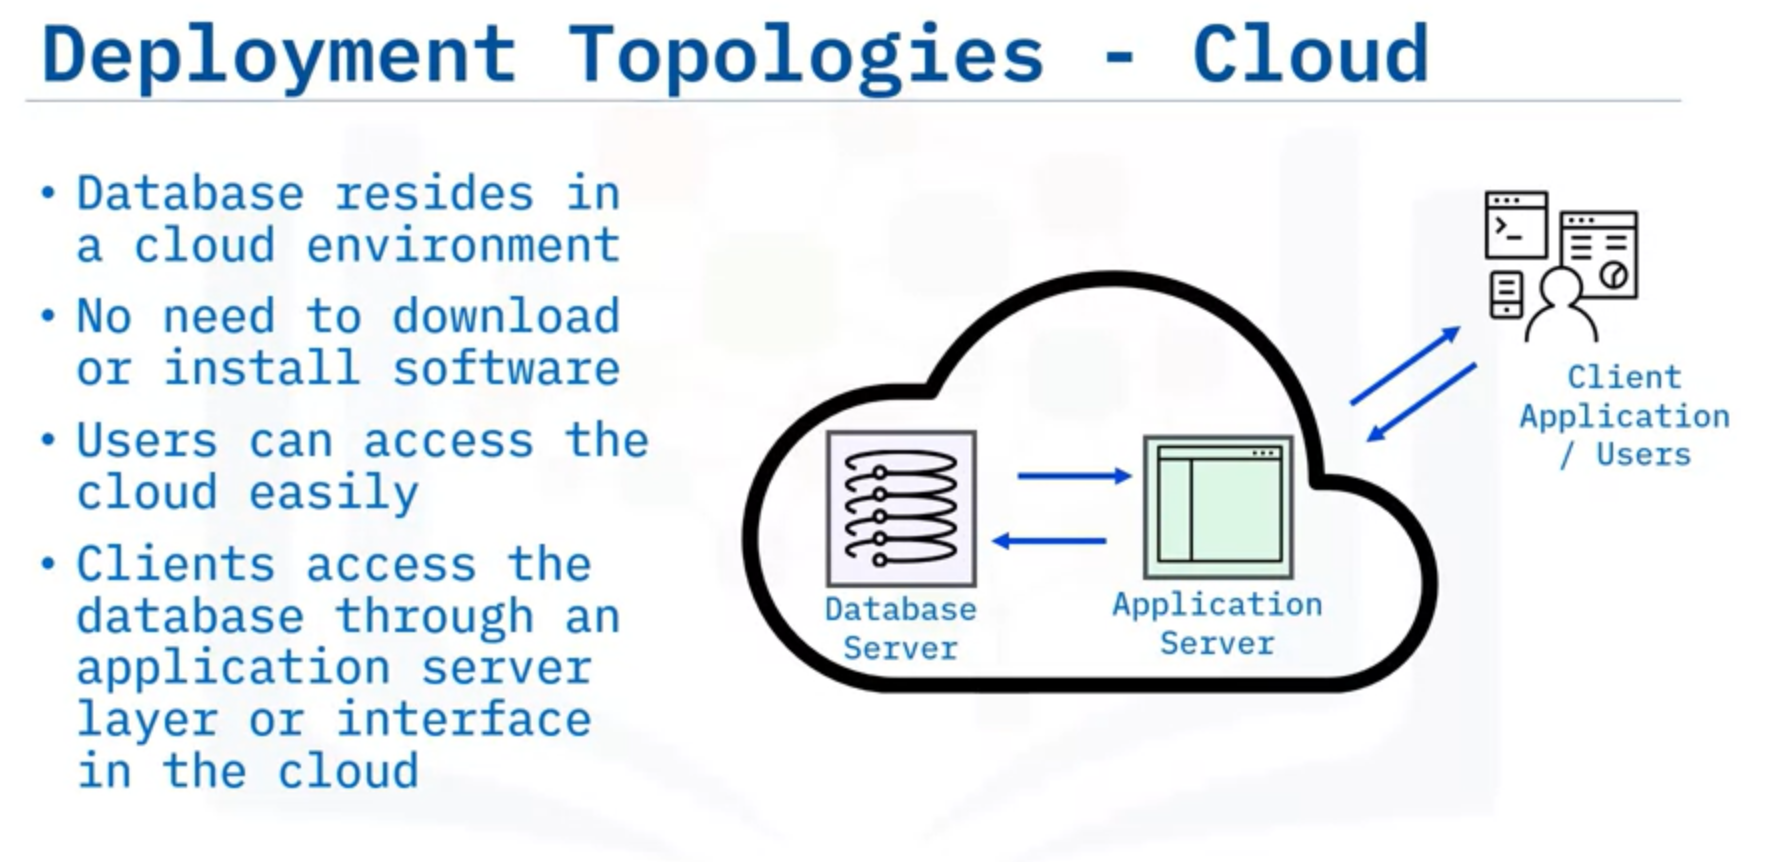 Deployment Topologies - Cloud
• Database resides in
a cloud environment
• No need to download
or install software
• Users can access the
cloud easily
• Clients access the
database through an
application server
layer or interface
in the cloud
Database
Server
Application
Server
Client
Application
/ Users